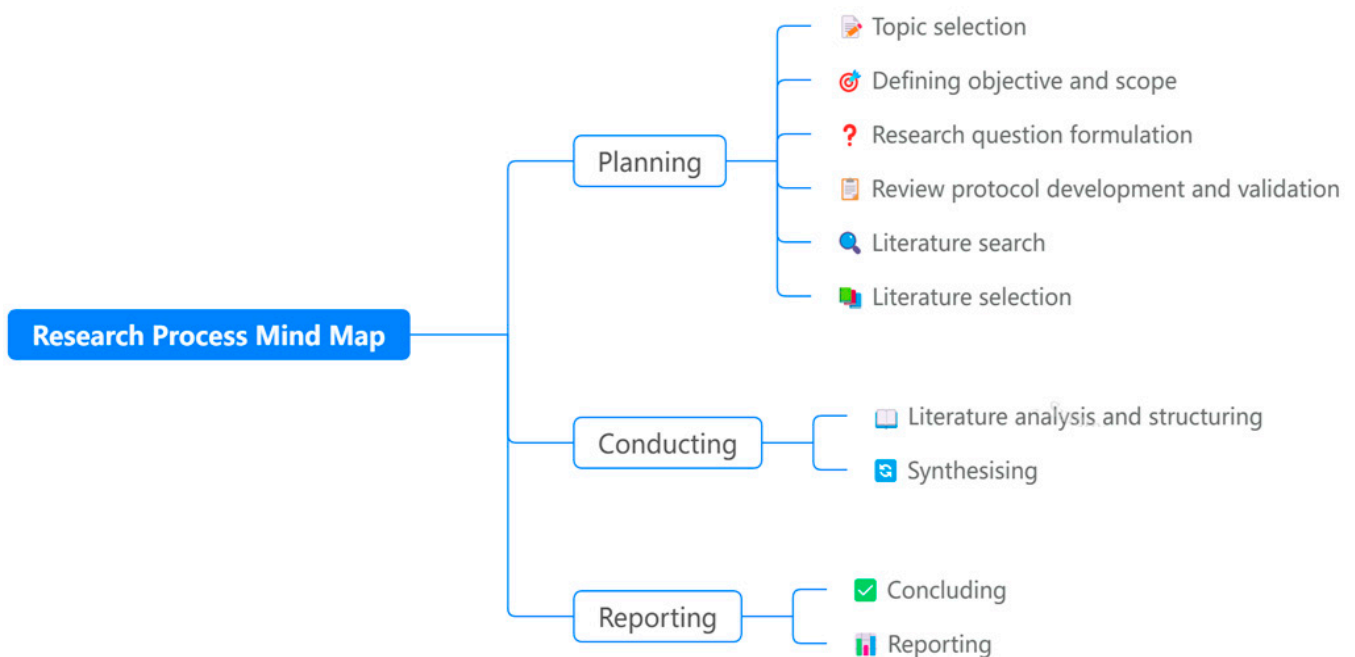 Research Process Mind Map
Planning
Topic selection
Defining objective and scope
Research question formulation
Review protocol development and validation
Literature search
Literature selection
Conducting
Literature analysis and structuring
Synthesising
Reporting
Concluding
Reporting